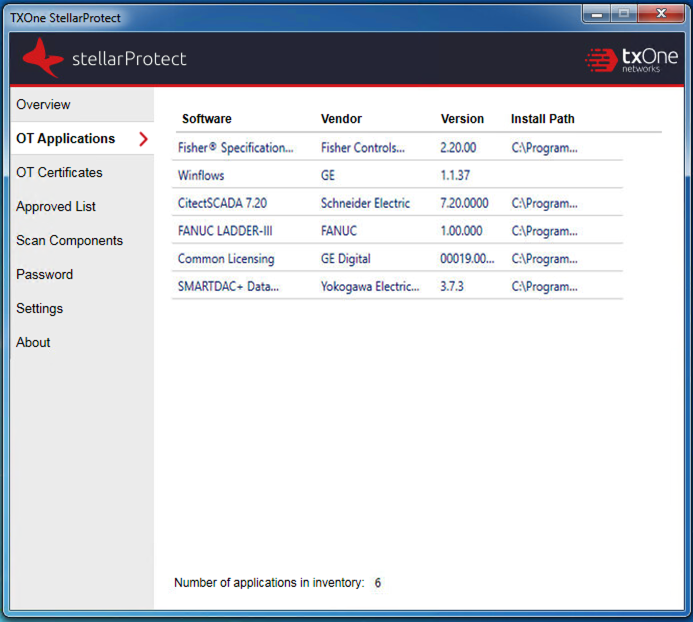 TXOne StellarProtect
stellarProtect
txOne
networks
Overview
OT Applications
OT Certificates
Approved List
Scan Components
Password
Settings
About
Software Vendor Version Install Path
Fisher® Specification... Fisher Controls... 2.20.00 C:\Program...
Winflows GE 1.1.37
CitectSCADA 7.20 Schneider Electric 7.20.0000 C:\Program...
FANUC LADDER-III FANUC 1.00.000 C:\Program...
Common Licensing GE Digital 00019.00... C:\Program...
SMARTDAC+ Data... Yokogawa Electric... 3.7.3 C:\Program...
Number of applications in inventory: 6